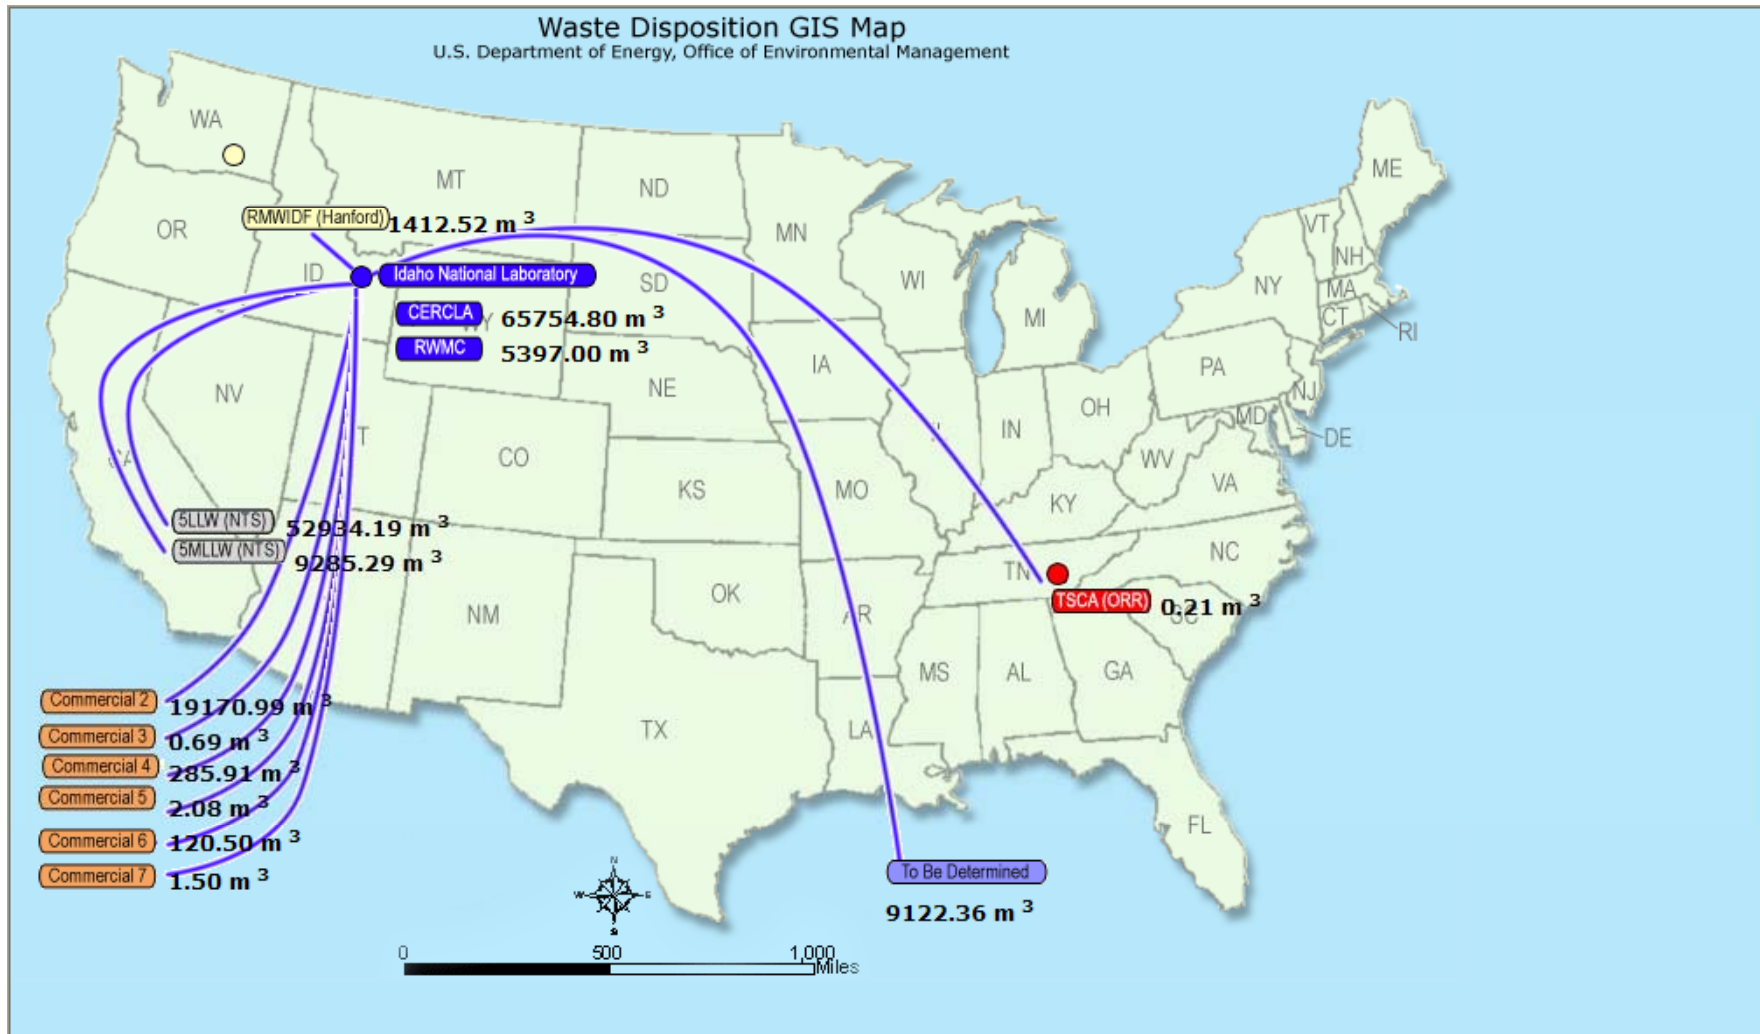 Waste Disposition GIS Map
U.S. Department of Energy, Office of Environmental Management
WA
MT
ND
MN
ME
VT
NH
OR
RMWIDF (Hanford) 1412.52 m 3
ID
Idaho National Laboratory
SD
WI
MI
NY
MA
CT
RI
CERCLA 65754.80 m 3
WY
RWMC 5397.00 m 3
NV
NE
IA
PA
NJ
OH
IN
MD
DE
CA
CO
KS
MO
WV
VA
KY
5LLW (NTS) 52934.19 m 3
5MLLW (NTS) 9285.29 m 3
NC
TN
TSCA (ORR) 0.21 m 3
SC
OK
AR
NM
MS
AL
GA
TX
LA
FL
Commercial 2 19170.99 m 3
Commercial 3 0.69 m 3
Commercial 4 285.91 m 3
Commercial 5 2.08 m 3
Commercial 6 120.50 m 3
Commercial 7 1.50 m 3
To Be Determined
9122.36 m 3
N
W E
S
0 500 1,000
Miles